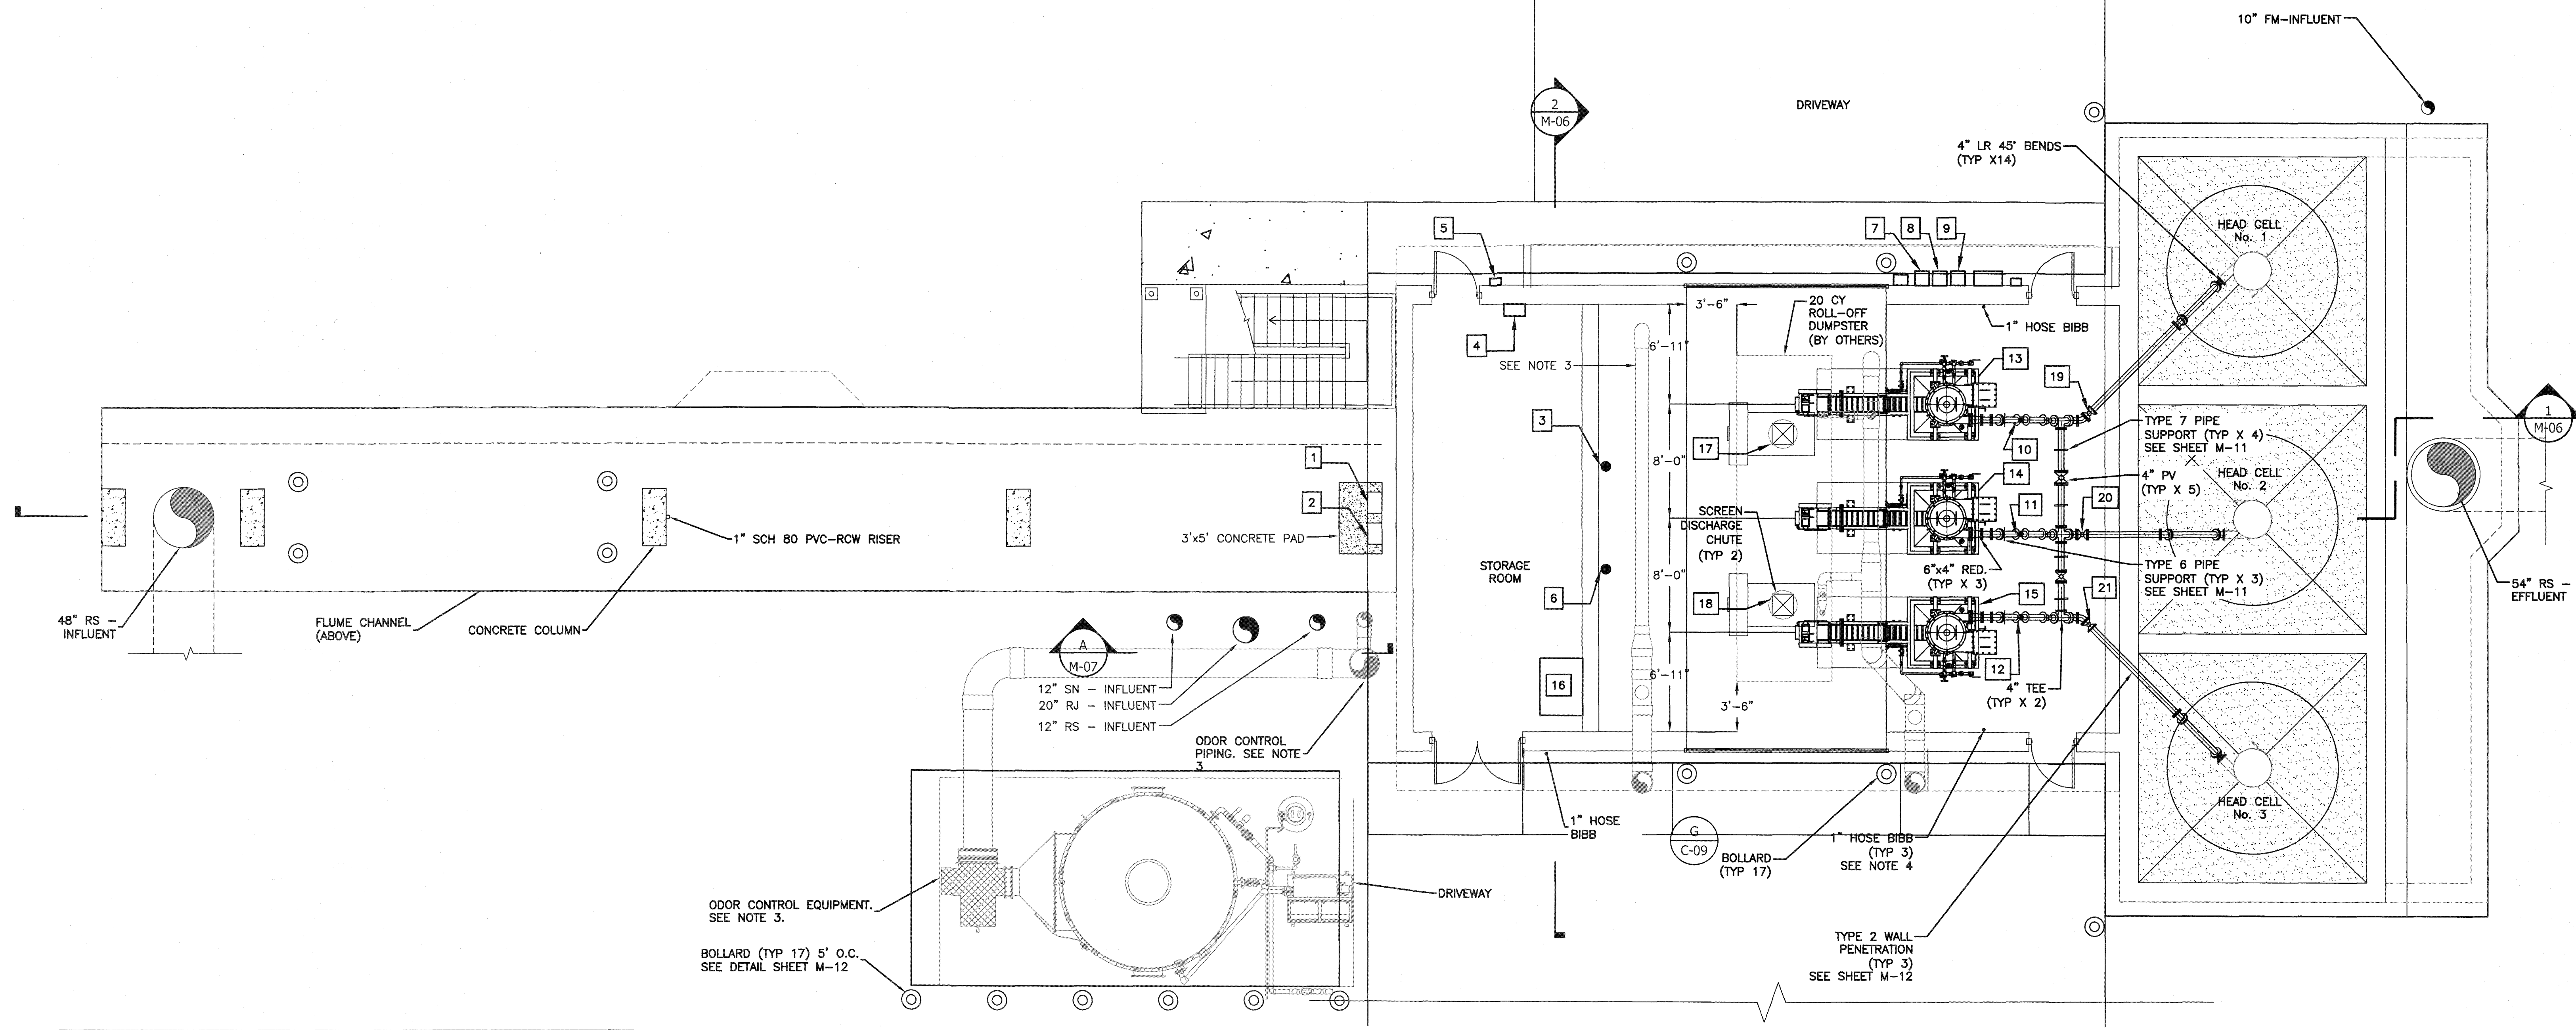 10" FM-INFLUENT
2
M-06
DRIVEWAY
4" LR 45° BENDS
(TYP X14)
HEAD CELL
No. 1
5
7
8
9
3'-6"
20 CY
ROLL-OFF
DUMPSTER
(BY OTHERS)
1" HOSE BIBB
4
6'-11"
SEE NOTE 3
13
19
1
M-06
TYPE 7 PIPE
SUPPORT (TYP X 4)
SEE SHEET M-11
3
17
10
8'-0"
1
14
4" PV
(TYP X 5)
HEAD CELL
No. 2
20
2
SCREEN
DISCHARGE
CHUTE
(TYP 2)
11
1" SCH 80 PVC-RCW RISER
3'x5' CONCRETE PAD
STORAGE
ROOM
8'-0"
6"x4" RED.
(TYP X 3)
TYPE 6 PIPE
SUPPORT (TYP X 3)
SEE SHEET M-11
54" RS -
EFFLUENT
6
18
15
21
48" RS -
INFLUENT
FLUME CHANNEL
(ABOVE)
CONCRETE COLUMN
A
M-07
12" SN - INFLUENT
20" RJ - INFLUENT
12" RS - INFLUENT
16
6'-11"
12
4" TEE
(TYP X 2)
3'-6"
ODOR CONTROL
PIPING. SEE NOTE
3
HEAD CELL
No. 3
1" HOSE
BIBB
G
C-09
BOLLARD
(TYP 17)
1" HOSE BIBB
(TYP 3)
SEE NOTE 4
DRIVEWAY
ODOR CONTROL EQUIPMENT.
SEE NOTE 3.
BOLLARD (TYP 17) 5' O.C.
SEE DETAIL SHEET M-12
TYPE 2 WALL
PENETRATION
(TYP 3)
SEE SHEET M-12